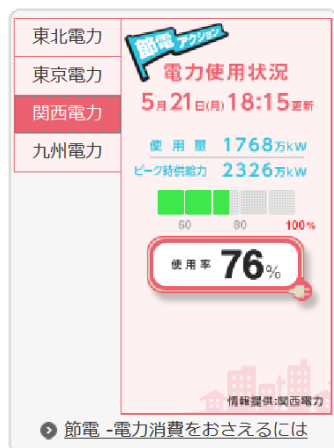 東北電力
東京電力
関西電力
九州電力
節電 アクション
電力使用状況
5月21日(月)18:15更新
使用量 1768万kW
ピーク時供給力 2326万kW
60 80 100%
使用率 76%
情報提供:関西電力
節電 -電力消費をおさえるには